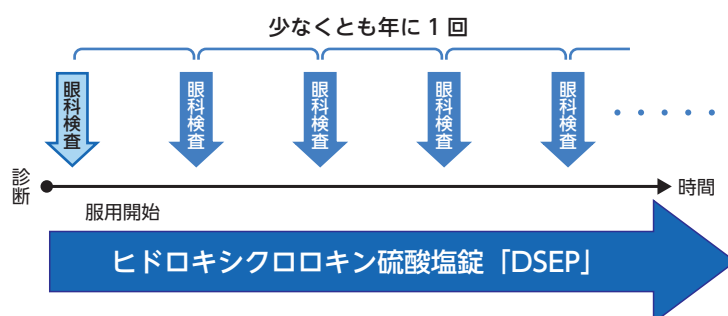 少なくとも年に 1 回
眼科検査
眼科検査
眼科検査
眼科検査
眼科検査
診断
時間
服用開始
ヒドロキシクロロキン硫酸塩錠「DSEP」